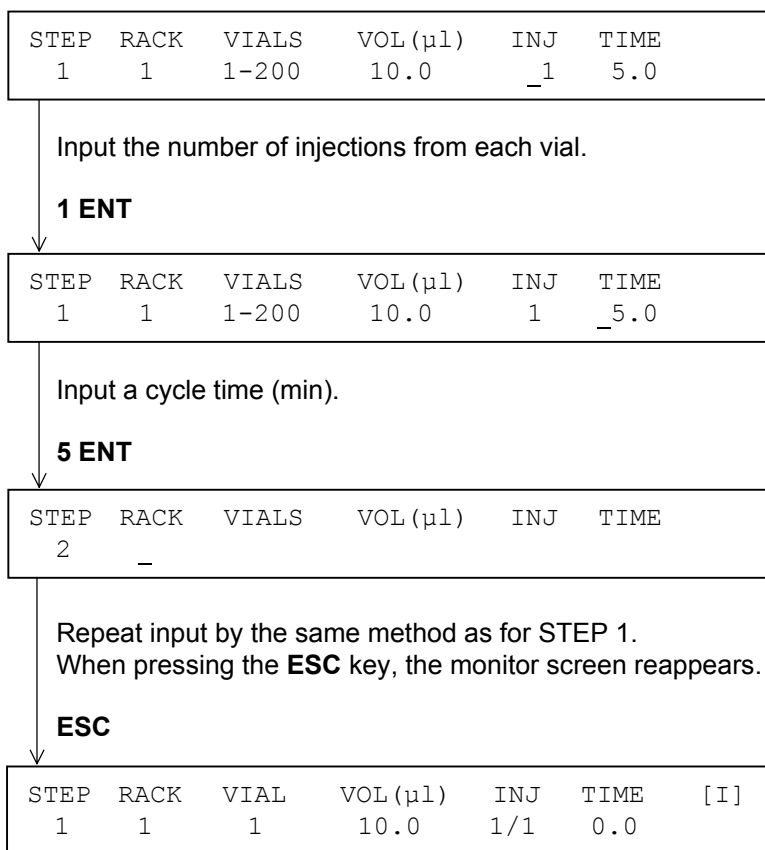 STEP RACK VIALS VOL(µl) INJ TIME
1 1 1-200 10.0 _1 5.0
Input the number of injections from each vial.
1 ENT
STEP RACK VIALS VOL(µl) INJ TIME
1 1 1-200 10.0 1 _5.0
Input a cycle time (min).
5 ENT
STEP RACK VIALS VOL(µl) INJ TIME
2 _
Repeat input by the same method as for STEP 1.
When pressing the ESC key, the monitor screen reappears.
ESC
STEP RACK VIAL VOL(µl) INJ TIME [I]
1 1 1 10.0 1/1 0.0